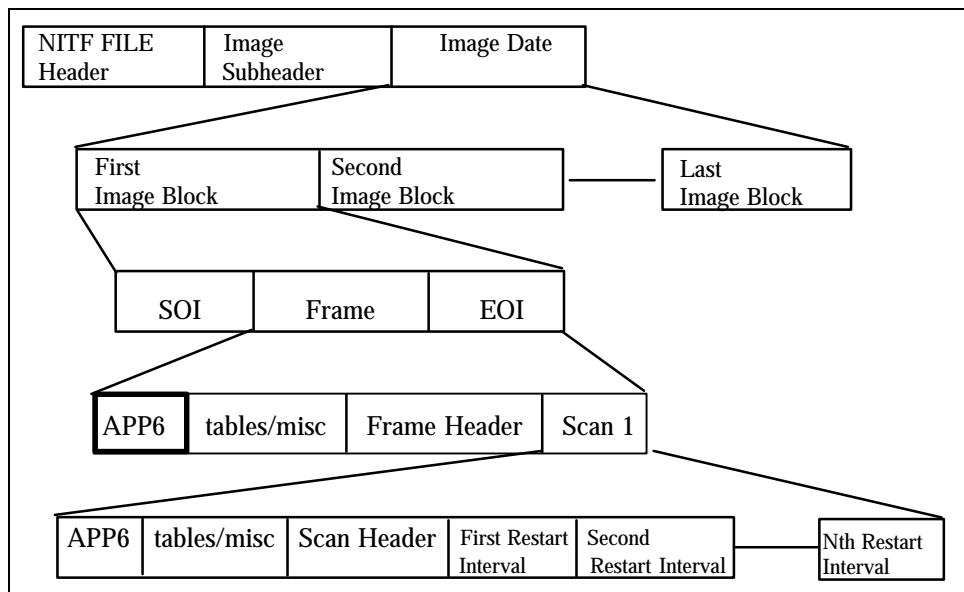 NITF FILE
Header
Image
Subheader
Image Date
First
Image Block
Second
Image Block
Last
Image Block
SOI
Frame
EOI
APP6
tables/misc
Frame Header
Scan 1
APP6
tables/misc
Scan Header
First Restart
Interval
Second
Restart Interval
Nth Restart
Interval